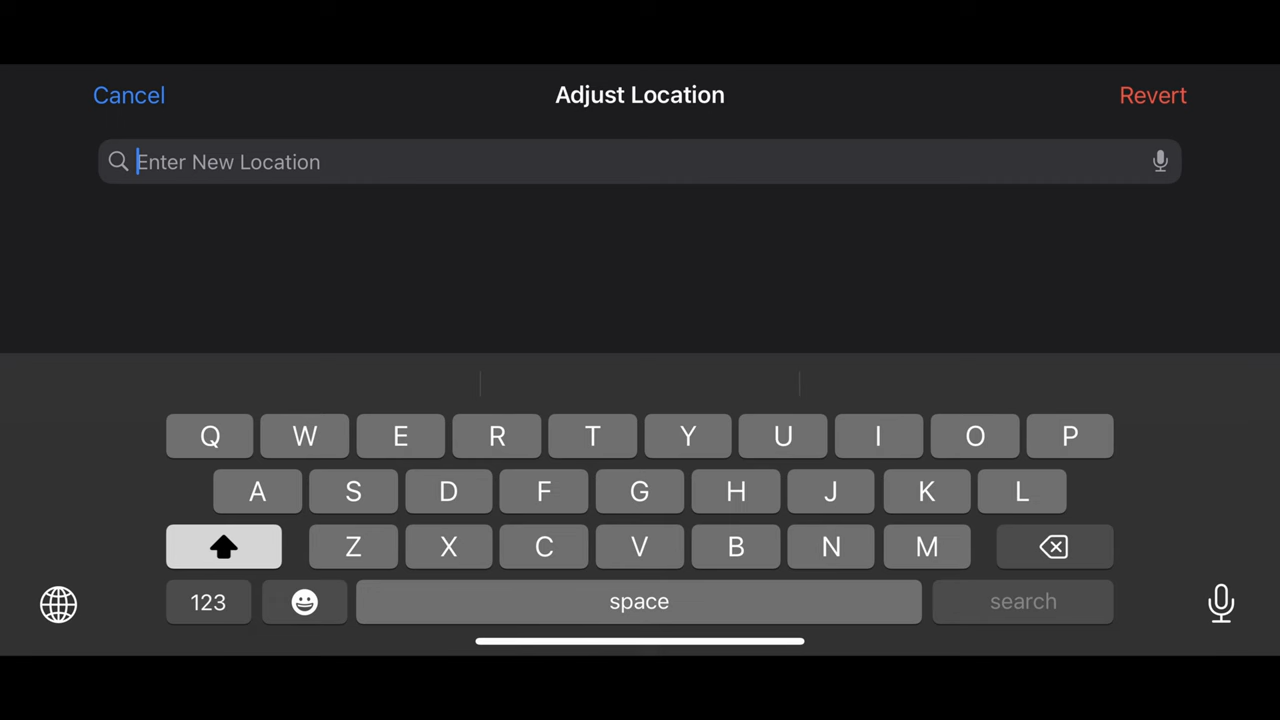 Cancel Adjust Location Revert
Enter New Location
Q W E R T Y U I O P
A S D F G H J K L
Z X C V B N M
123 space search